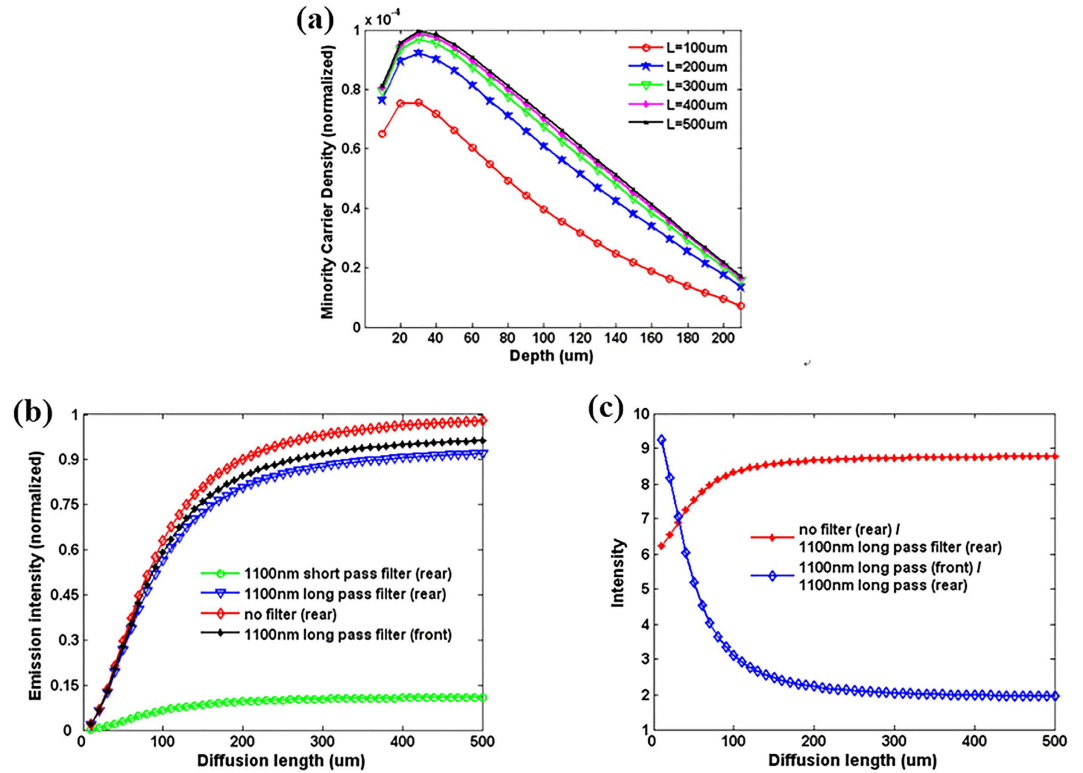 (a)
x 10⁻⁴
1
0.8
0.6
0.4
0.2
0
Minority Carrier Density (normalized)
L=100um
L=200um
L=300um
L=400um
L=500um
20 40 60 80 100 120 140 160 180 200
Depth (um)
(b)
1
0.9
0.75
0.6
0.45
0.3
0.15
0
Emission intensity (normalized)
1100nm short pass filter (rear)
1100nm long pass filter (rear)
no filter (rear)
1100nm long pass filter (front)
0 100 200 300 400 500
Diffusion length (um)
(c)
10
9
8
7
6
5
4
3
2
1
Intensity
no filter (rear) /
1100nm long pass filter (rear)
1100nm long pass (front) /
1100nm long pass (rear)
0 100 200 300 400 500
Diffusion length (um)